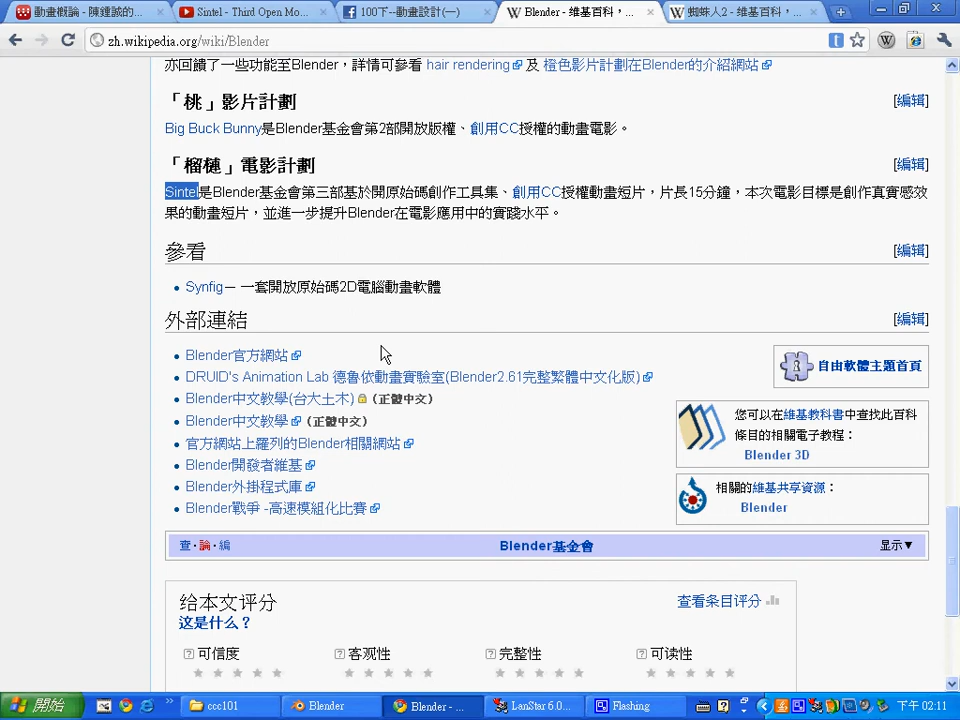 動畫概論 - 陳鍾誠的...
Sintel - Third Open Mo...
100下--動畫設計(一)
Blender - 维基百科，...
蜘蛛人2 - 维基百科，...
zh.wikipedia.org/wiki/Blender
亦回饋了一些功能至Blender，詳情可參看 hair rendering 及 橙色影片計劃在Blender的介紹網站
「桃」影片計劃
[编辑]
Big Buck Bunny是Blender基金會第2部開放版權、創用CC授權的動畫電影。
「榴槤」電影計劃
[编辑]
Sintel是Blender基金會第三部基於開原始碼創作工具集、創用CC授權動畫短片，片長15分鐘，本次電影目標是創作真實感效
果的動畫短片，並進一步提升Blender在電影應用中的實踐水平。
參看
[编辑]
Synfig— 一套開放原始碼2D電腦動畫軟體
外部連結
[编辑]
Blender官方網站
DRUID's Animation Lab 德魯依動畫實驗室(Blender2.61完整繁體中文化版)
Blender中文教學(台大土木) (正體中文)
Blender中文教學 (正體中文)
官方網站上羅列的Blender相關網站
Blender開發者維基
Blender外掛程式庫
Blender戰爭 -高速模組化比賽
自由軟體主題首頁
您可以在維基教科書中查找此百科
條目的相關電子教程：
Blender 3D
相關的維基共享資源：
Blender
查‧論‧編
Blender基金會
显示▼
给本文评分
查看条目评分
这是什么？
可信度
客观性
完整性
可读性
開始
ccc101
Blender
Blender - ...
LanStar 6.0...
Flashing
下午 02:11